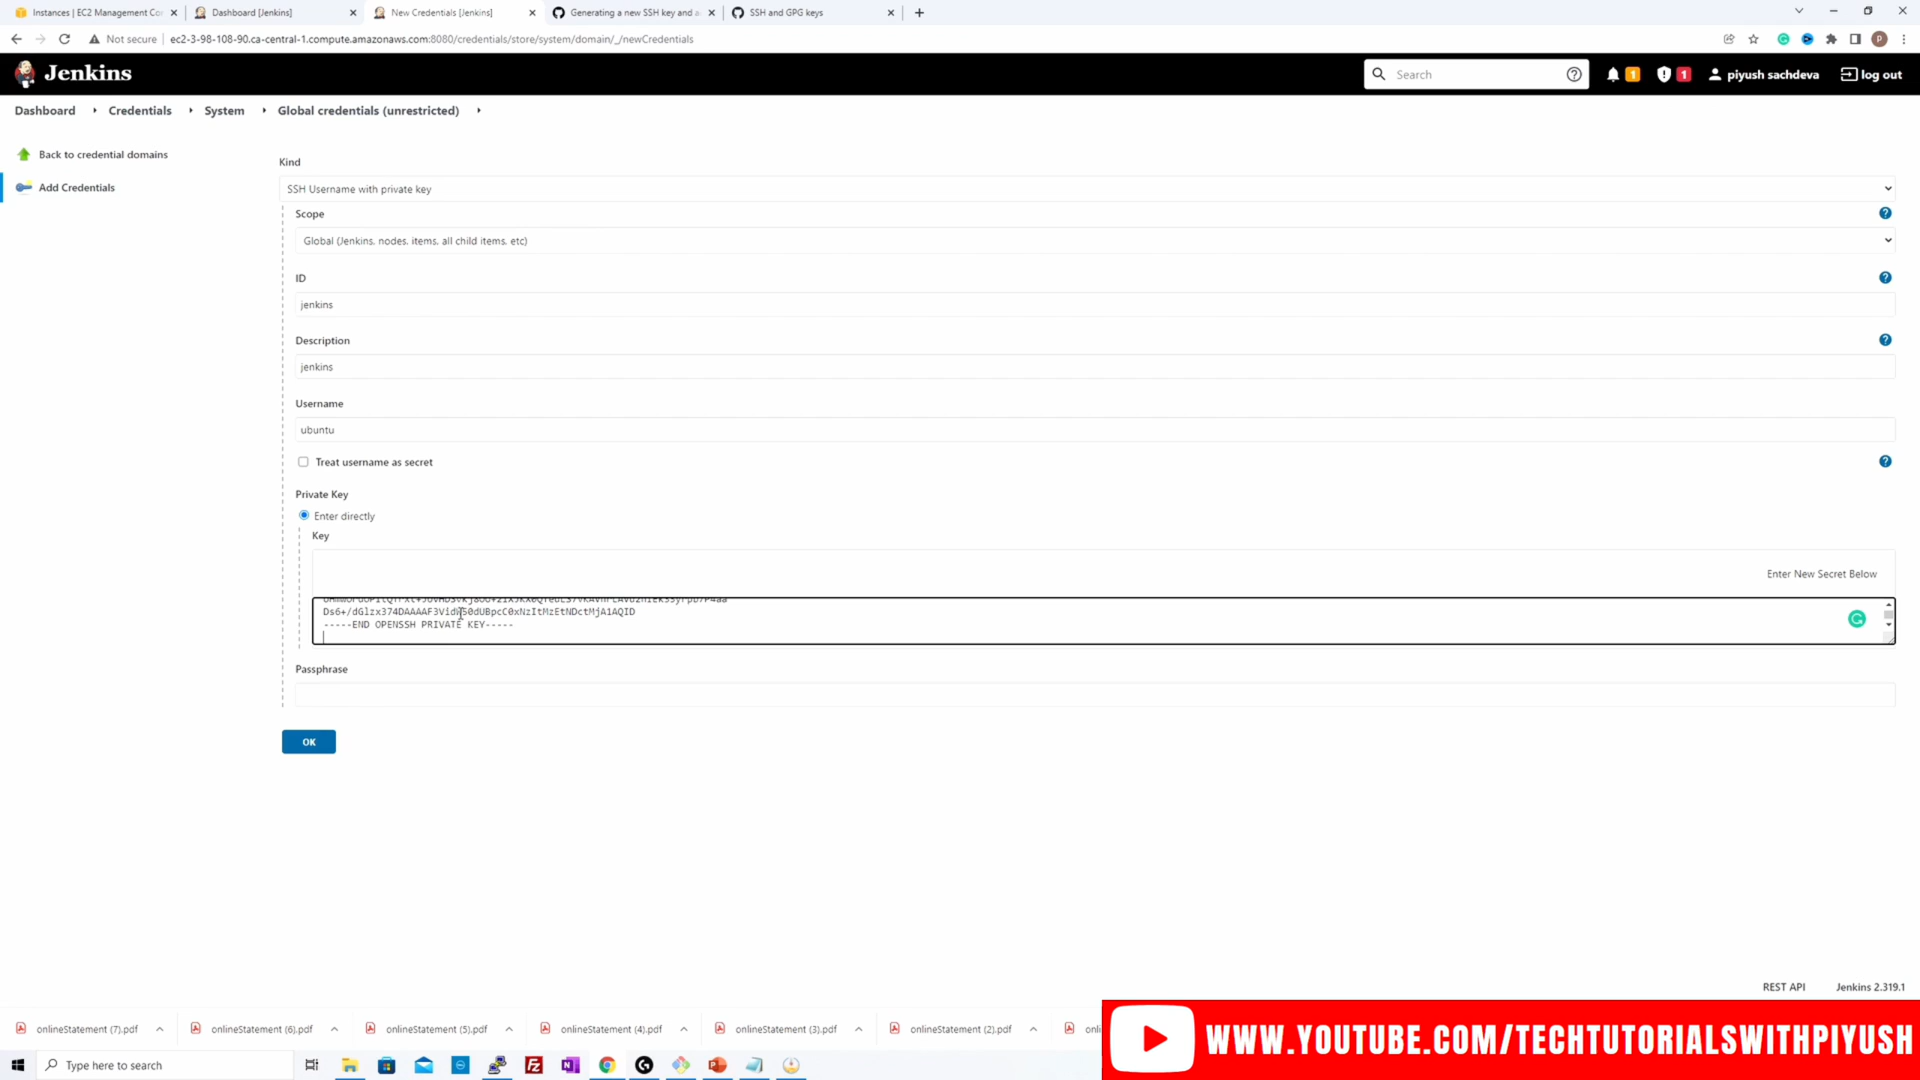 Instances | EC2 Management Co
Dashboard [Jenkins]
New Credentials [Jenkins]
Generating a new SSH key and a
SSH and GPG keys
Not secure
ec2-3-98-108-90.ca-central-1.compute.amazonaws.com:8080/credentials/store/system/domain/_/newCredentials
Jenkins
Search
1
1
piyush sachdeva
log out
Dashboard
Credentials
System
Global credentials (unrestricted)
Back to credential domains
Add Credentials
Kind
SSH Username with private key
Scope
Global (Jenkins, nodes, items, all child items, etc)
ID
jenkins
Description
jenkins
Username
ubuntu
Treat username as secret
Private Key
Enter directly
Key
Enter New Secret Below
-----END OPENSSH PRIVATE KEY-----
Passphrase
OK
REST API
Jenkins 2.319.1
onlineStatement (7).pdf
onlineStatement (6).pdf
onlineStatement (5).pdf
onlineStatement (4).pdf
onlineStatement (3).pdf
onlineStatement (2).pdf
onli
WWW.YOUTUBE.COM/TECHTUTORIALSWITHPIYUSH
Type here to search